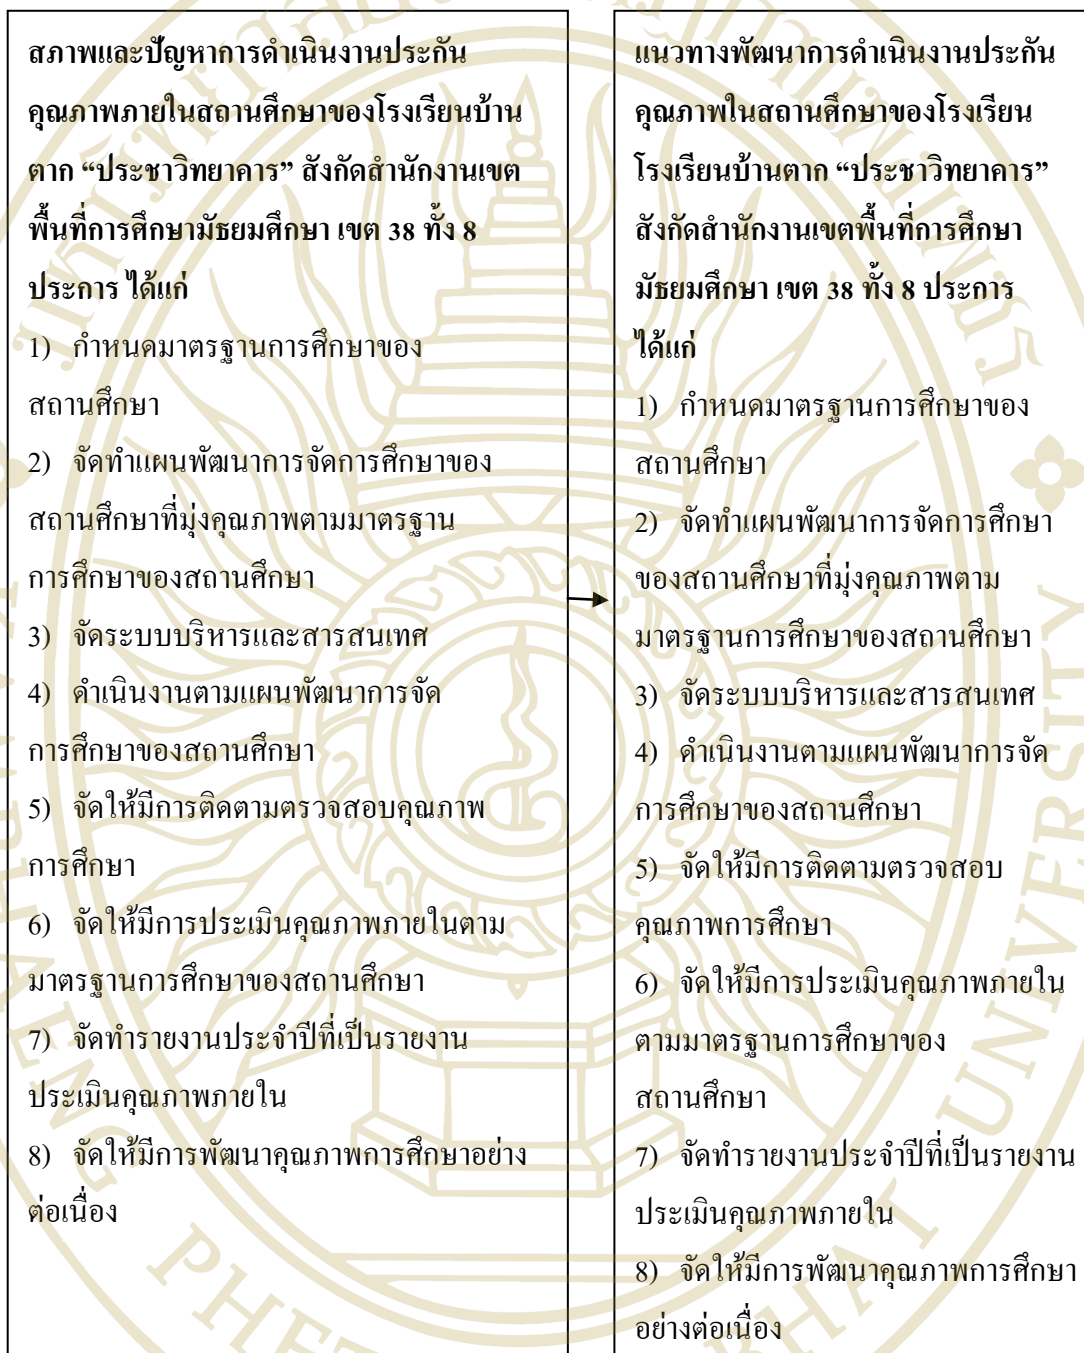 สภาพและปัญหาการดำเนินงานประกัน
คุณภาพภายในสถานศึกษาของโรงเรียนบ้าน
ตาก “ประชาวิทยาคาร” สังกัดสำนักงานเขต
พื้นที่การศึกษามัธยมศึกษา เขต 38 ทั้ง 8
ประการ ได้แก่
1) กำหนดมาตรฐานการศึกษาของ
สถานศึกษา
2) จัดทำแผนพัฒนาการจัดการศึกษาของ
สถานศึกษาที่มุ่งคุณภาพตามมาตรฐาน
การศึกษาของสถานศึกษา
3) จัดระบบบริหารและสารสนเทศ
4) ดำเนินงานตามแผนพัฒนาการจัด
การศึกษาของสถานศึกษา
5) จัดให้มีการติดตามตรวจสอบคุณภาพ
การศึกษา
6) จัดให้มีการประเมินคุณภาพภายในตาม
มาตรฐานการศึกษาของสถานศึกษา
7) จัดทำรายงานประจำปีที่เป็นรายงาน
ประเมินคุณภาพภายใน
8) จัดให้มีการพัฒนาคุณภาพการศึกษาอย่าง
ต่อเนื่อง
แนวทางพัฒนาการดำเนินงานประกัน
คุณภาพในสถานศึกษาของโรงเรียน
โรงเรียนบ้านตาก “ประชาวิทยาคาร”
สังกัดสำนักงานเขตพื้นที่การศึกษา
มัธยมศึกษา เขต 38 ทั้ง 8 ประการ
ได้แก่
1) กำหนดมาตรฐานการศึกษาของ
สถานศึกษา
2) จัดทำแผนพัฒนาการจัดการศึกษา
ของสถานศึกษาที่มุ่งคุณภาพตาม
มาตรฐานการศึกษาของสถานศึกษา
3) จัดระบบบริหารและสารสนเทศ
4) ดำเนินงานตามแผนพัฒนาการจัด
การศึกษาของสถานศึกษา
5) จัดให้มีการติดตามตรวจสอบ
คุณภาพการศึกษา
6) จัดให้มีการประเมินคุณภาพภายใน
ตามมาตรฐานการศึกษาของ
สถานศึกษา
7) จัดทำรายงานประจำปีที่เป็นรายงาน
ประเมินคุณภาพภายใน
8) จัดให้มีการพัฒนาคุณภาพการศึกษา
อย่างต่อเนื่อง
UNIVERSITY